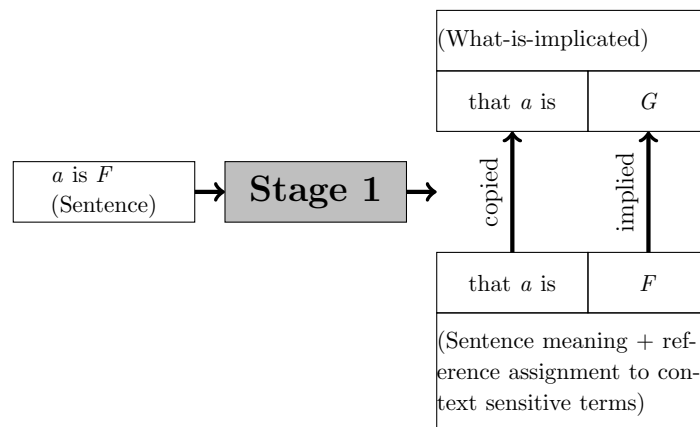 (What-is-implicated)
that a is G
copied
implied
a is F
(Sentence)
Stage 1
that a is F
(Sentence meaning + ref-
erence assignment to con-
text sensitive terms)